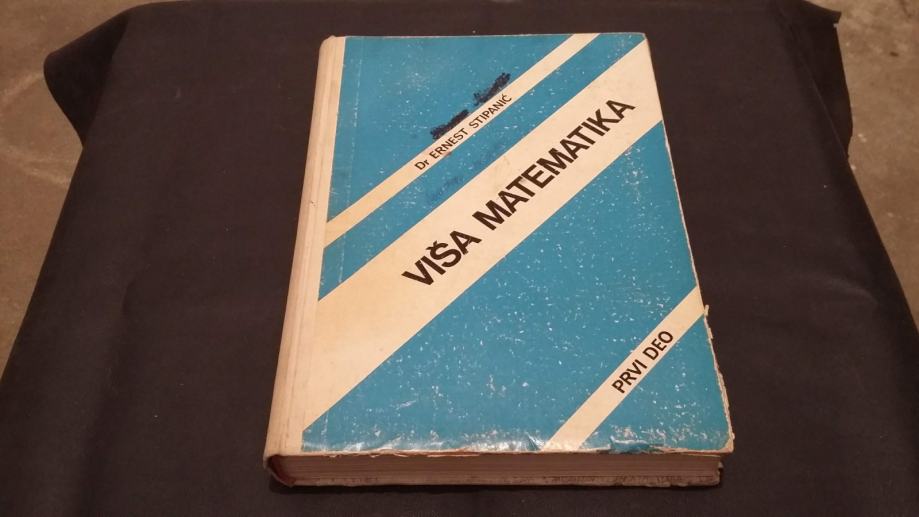 Dr ERNEST STIPANIĆ
VIŠA MATEMATIKA
PRVI DEO